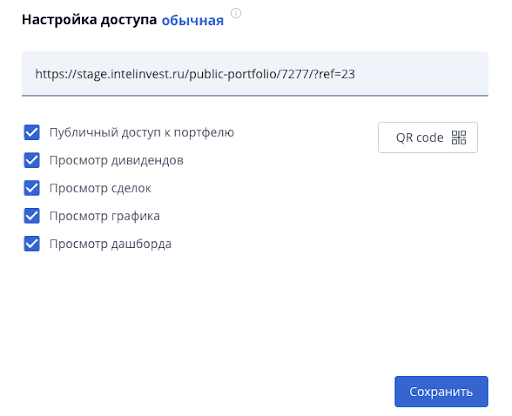 Настройка доступа обычная
https://stage.intelinvest.ru/public-portfolio/7277/?ref=23
Публичный доступ к портфелю
QR code
Просмотр дивидендов
Просмотр сделок
Просмотр графика
Просмотр дашборда
Сохранить